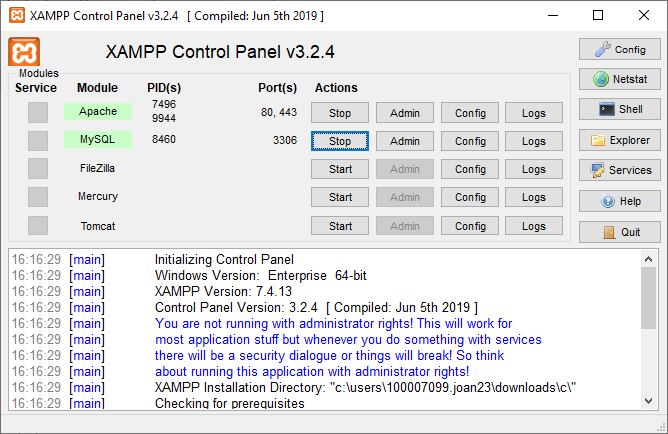 XAMPP Control Panel v3.2.4 [ Compiled: Jun 5th 2019 ]
XAMPP Control Panel v3.2.4
Config
Modules
Service Module PID(s) Port(s) Actions
Netstat
Apache 7496 9944 80, 443 Stop Admin Config Logs
Shell
MySQL 8460 3306 Stop Admin Config Logs
Explorer
FileZilla Start Admin Config Logs
Services
Mercury Start Admin Config Logs
Help
Tomcat Start Admin Config Logs
Quit
16:16:29 [main] Initializing Control Panel
16:16:29 [main] Windows Version: Enterprise 64-bit
16:16:29 [main] XAMPP Version: 7.4.13
16:16:29 [main] Control Panel Version: 3.2.4 [ Compiled: Jun 5th 2019 ]
16:16:29 [main] You are not running with administrator rights! This will work for
16:16:29 [main] most application stuff but whenever you do something with services
16:16:29 [main] there will be a security dialogue or things will break! So think
16:16:29 [main] about running this application with administrator rights!
16:16:29 [main] XAMPP Installation Directory: "c:\users\100007099.joan23\downloads\c\"
16:16:29 [main] Checking for prerequisites